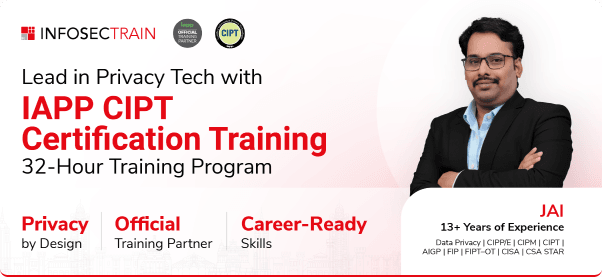 INFOSECTRAIN
iapp
OFFICIAL
TRAINING
PARTNER
CIPT
Lead in Privacy Tech with
IAPP CIPT
Certification Training
32-Hour Training Program
Privacy
by Design
Official
Training Partner
Career-Ready
Skills
JAI
13+ Years of Experience
Data Privacy | CIPP/E | CIPM | CIPT |
AIGP | FIP | FIPT–OT | CISA | CSA STAR